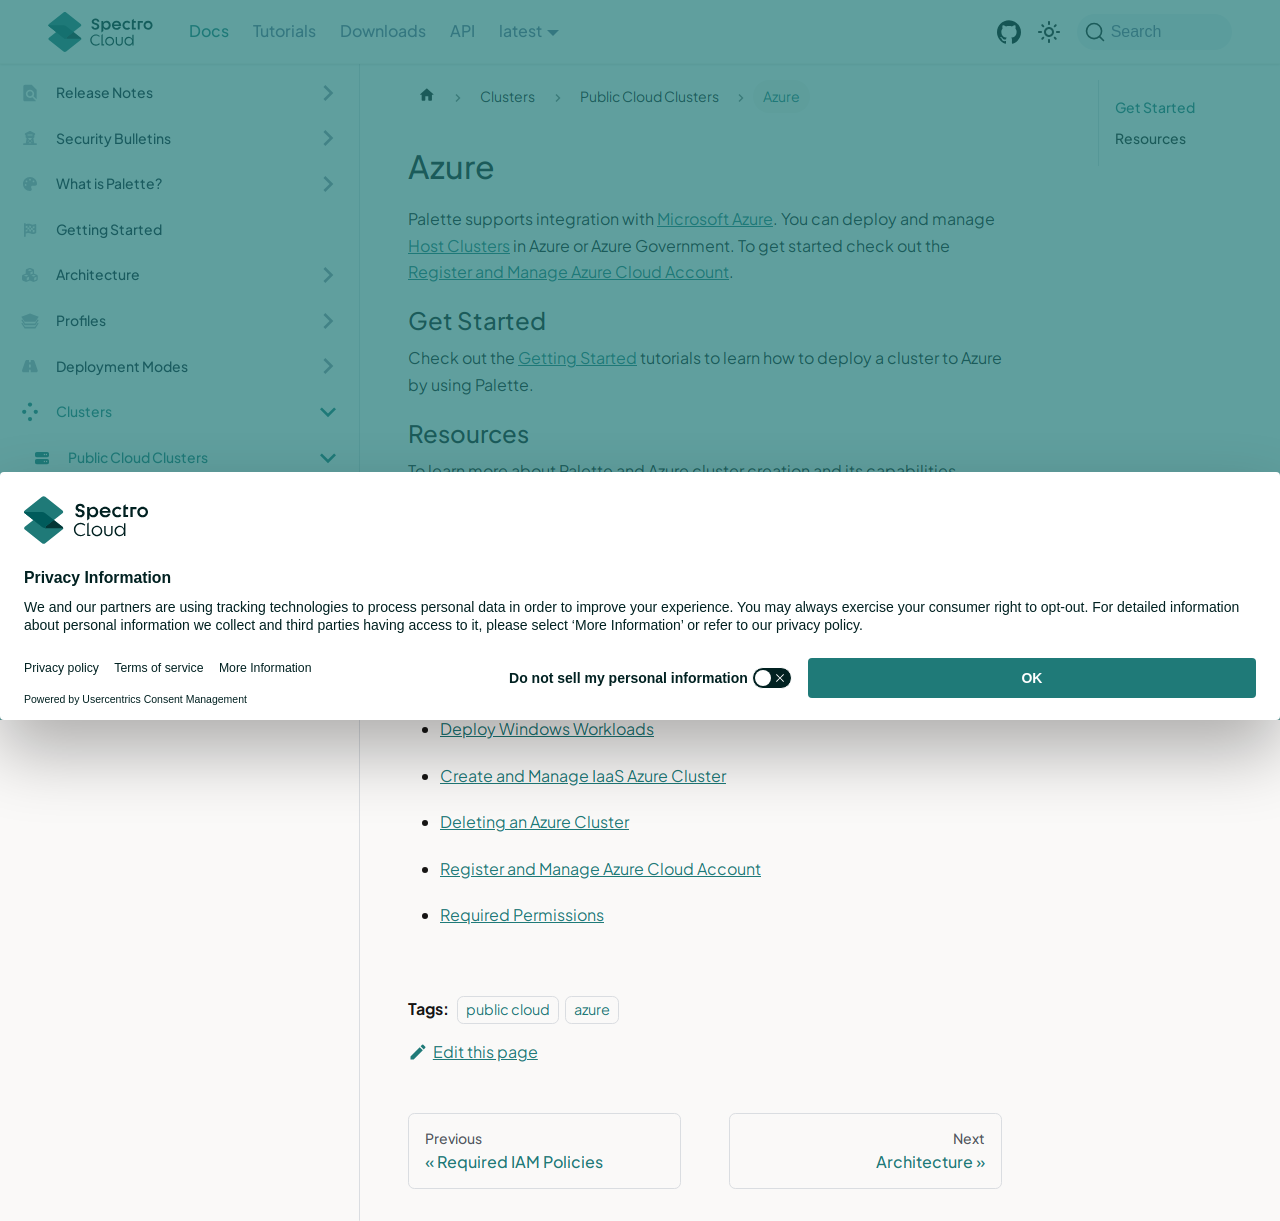 Spectro Cloud
Docs
Tutorials
Downloads
API
latest
Search
Release Notes
Security Bulletins
What is Palette?
Getting Started
Architecture
Profiles
Deployment Modes
Clusters
Public Cloud Clusters
Clusters
Public Cloud Clusters
Azure
Azure
Palette supports integration with Microsoft Azure. You can deploy and manage
Host Clusters in Azure or Azure Government. To get started check out the
Register and Manage Azure Cloud Account.
Get Started
Check out the Getting Started tutorials to learn how to deploy a cluster to Azure
by using Palette.
Resources
To learn more about Palette and Azure cluster creation and its capabilities
Get Started
Resources
Spectro
Cloud
Privacy Information
We and our partners are using tracking technologies to process personal data in order to improve your experience. You may always exercise your consumer right to opt-out. For detailed information
about personal information we collect and third parties having access to it, please select ‘More Information’ or refer to our privacy policy.
Privacy policy
Terms of service
More Information
Powered by Usercentrics Consent Management
Do not sell my personal information
OK
Deploy Windows Workloads
Create and Manage IaaS Azure Cluster
Deleting an Azure Cluster
Register and Manage Azure Cloud Account
Required Permissions
Tags: public cloud azure
Edit this page
Previous
« Required IAM Policies
Next
Architecture »